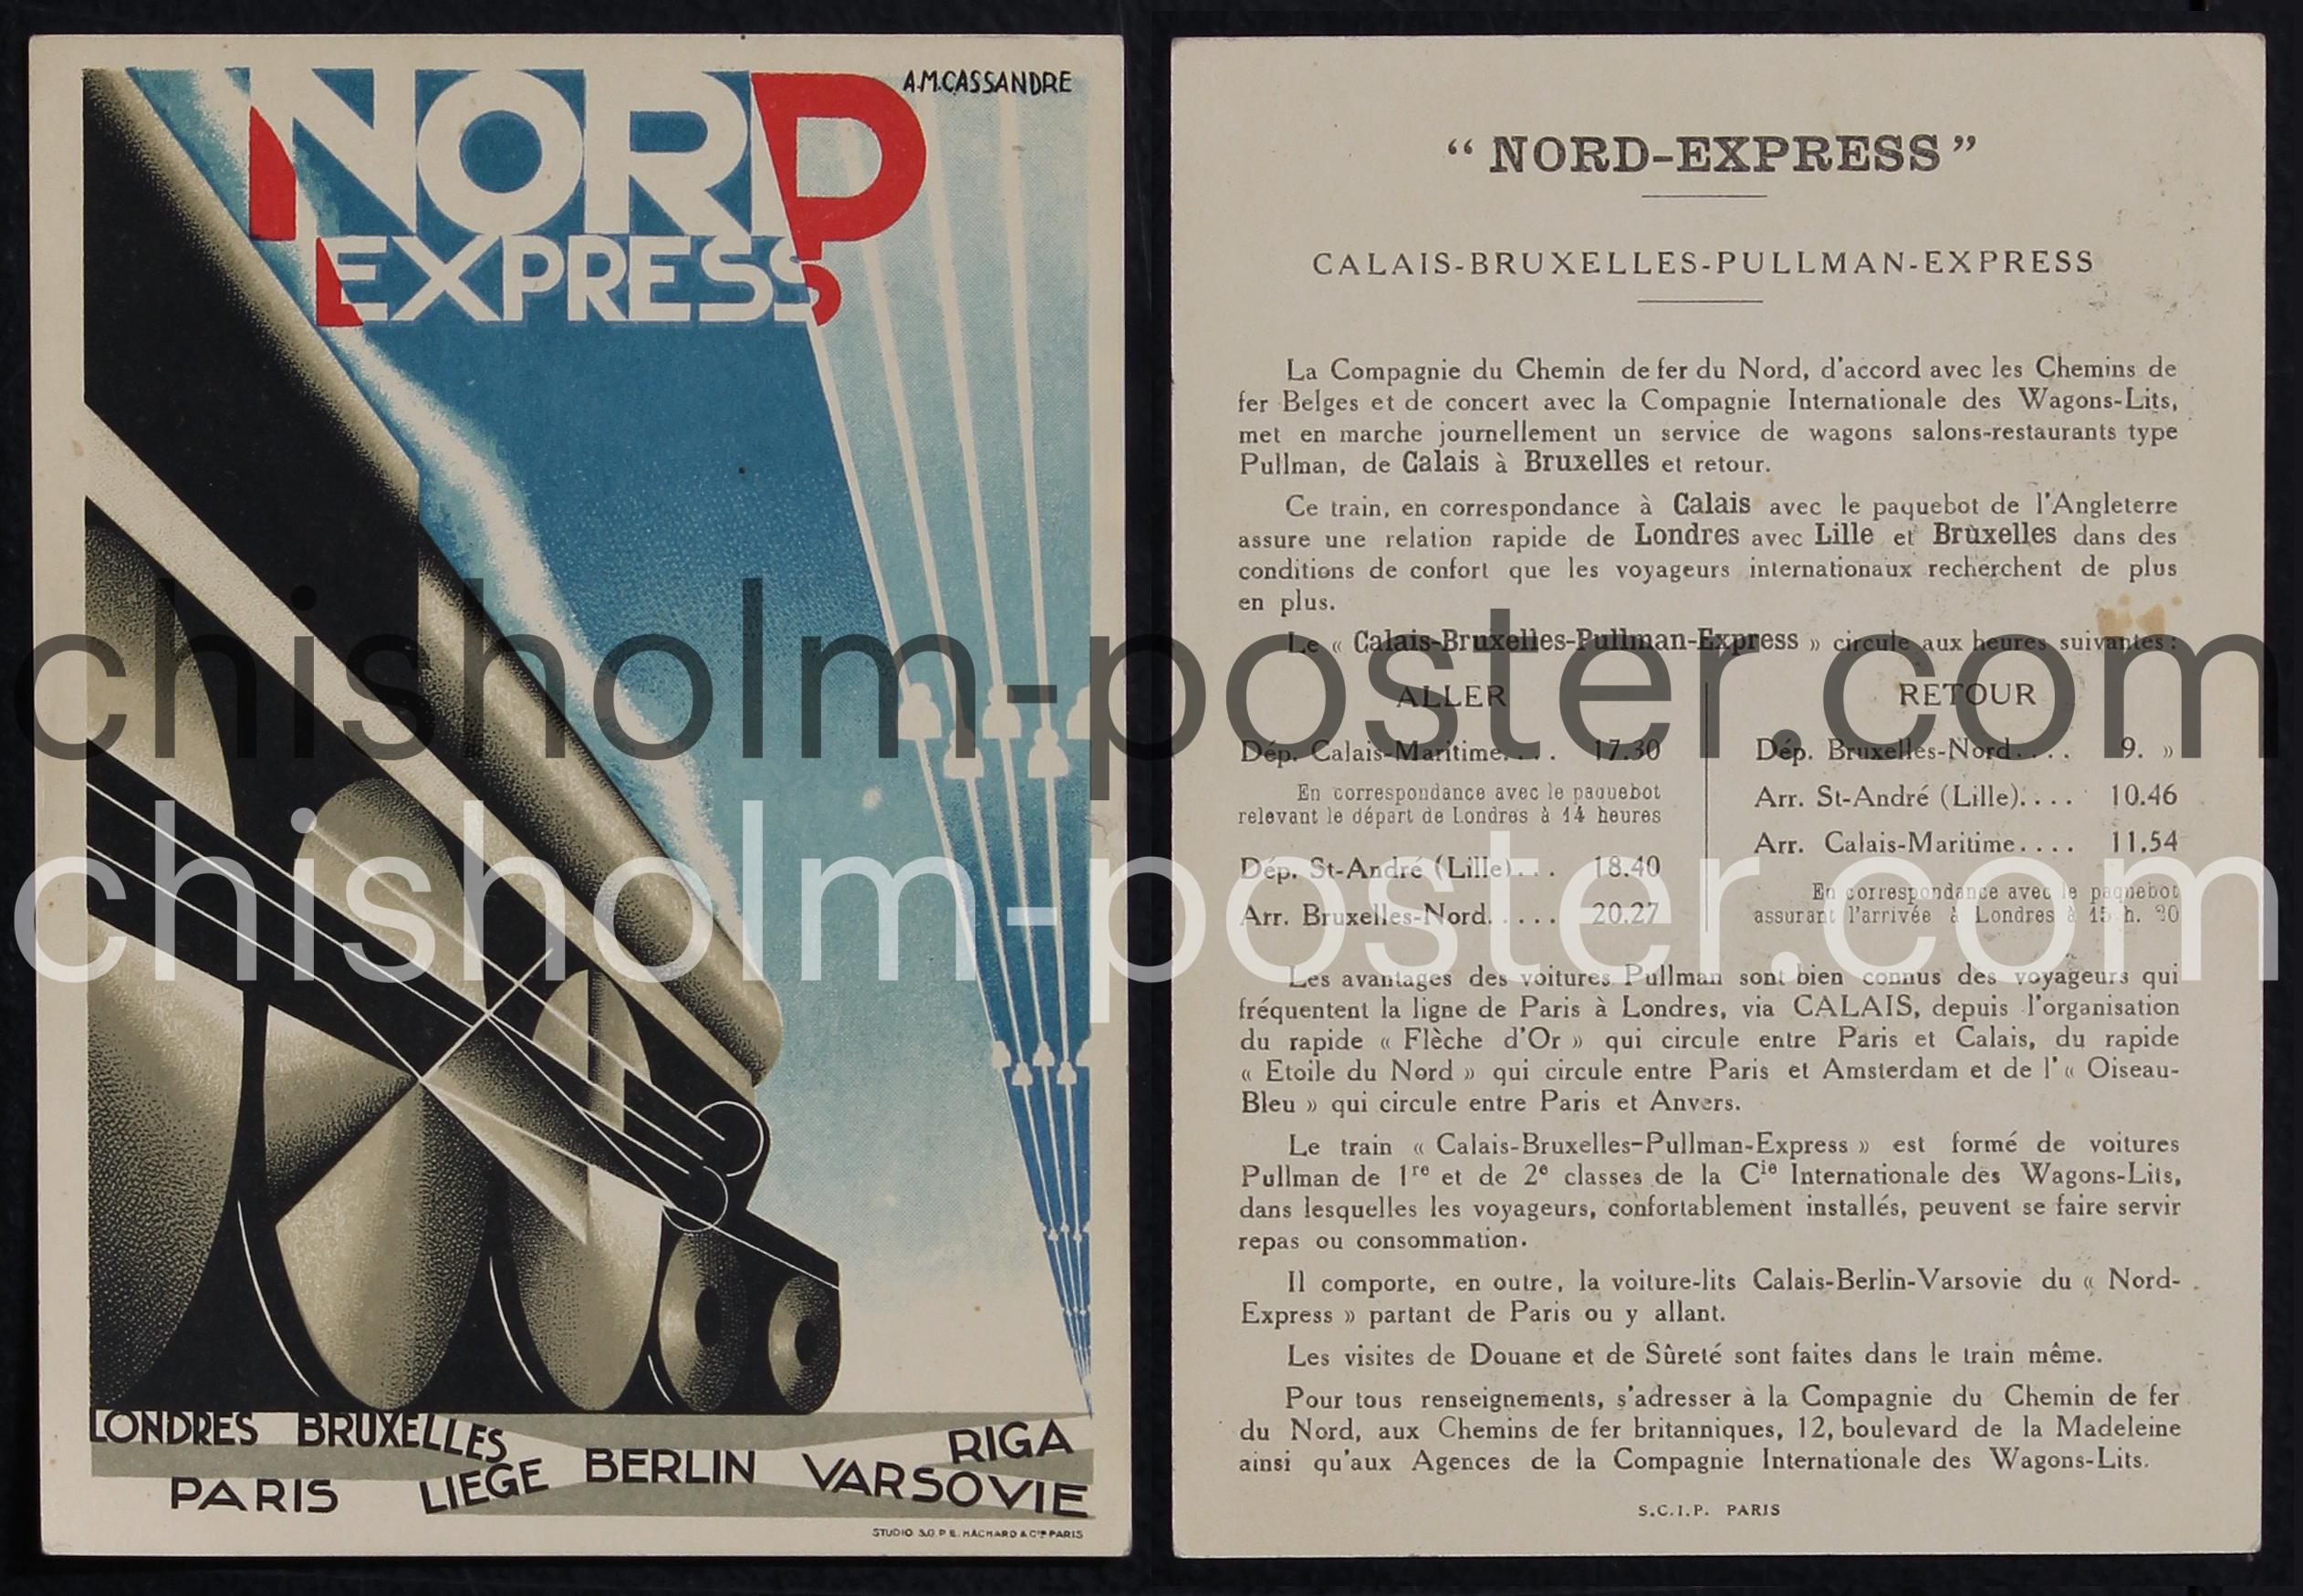 NORD
A.M.CASSANDRE
EXPRESS
LONDRES BRUXELLES RIGA
LIEGE BERLIN VARSOVIE
PARIS
STUDIO S.G.P.E. HACHARD & Cie PARIS
“ NORD-EXPRESS ”
CALAIS-BRUXELLES-PULLMAN-EXPRESS
La Compagnie du Chemin de fer du Nord, d'accord avec les Chemins de
fer Belges et de concert avec la Compagnie Internationale des Wagons-Lits,
met en marche journellement un service de wagons salons-restaurants type
Pullman, de Calais à Bruxelles et retour.
Ce train, en correspondance à Calais avec le paquebot de l'Angleterre
assure une relation rapide de Londres avec Lille et Bruxelles dans des
conditions de confort que les voyageurs internationaux recherchent de plus
en plus.
Le « Calais-Bruxelles-Pullman-Express » circule aux heures suivantes :
ALLER
Dép. Calais-Maritime. . . . 17.30
En correspondance avec le paquebot
relevant le départ de Londres à 14 heures
Dép. St-André (Lille) . . . 18.40
Arr. Bruxelles-Nord. . . . . 20.27
RETOUR
Dép. Bruxelles-Nord. . . . . 9. »
Arr. St-André (Lille). . . . 10.46
Arr. Calais-Maritime. . . . 11.54
En correspondance avec le paquebot
assurant l'arrivée à Londres à 15 h. 20
Les avantages des voitures Pullman sont bien connus des voyageurs qui
fréquentent la ligne de Paris à Londres, via CALAIS, depuis l'organisation
du rapide « Flèche d'Or » qui circule entre Paris et Calais, du rapide
« Etoile du Nord » qui circule entre Paris et Amsterdam et de l' « Oiseau-
Bleu » qui circule entre Paris et Anvers.
Le train « Calais-Bruxelles-Pullman-Express » est formé de voitures
Pullman de 1re et de 2e classes de la Cie Internationale des Wagons-Lits,
dans lesquelles les voyageurs, confortablement installés, peuvent se faire servir
repas ou consommation.
Il comporte, en outre, la voiture-lits Calais-Berlin-Varsovie du « Nord-
Express » partant de Paris ou y allant.
Les visites de Douane et de Sûreté sont faites dans le train même.
Pour tous renseignements, s'adresser à la Compagnie du Chemin de fer
du Nord, aux Chemins de fer britanniques, 12, boulevard de la Madeleine
ainsi qu'aux Agences de la Compagnie Internationale des Wagons-Lits.
S.C.I.P. PARIS
chisholm-poster.com
chisholm-poster.com